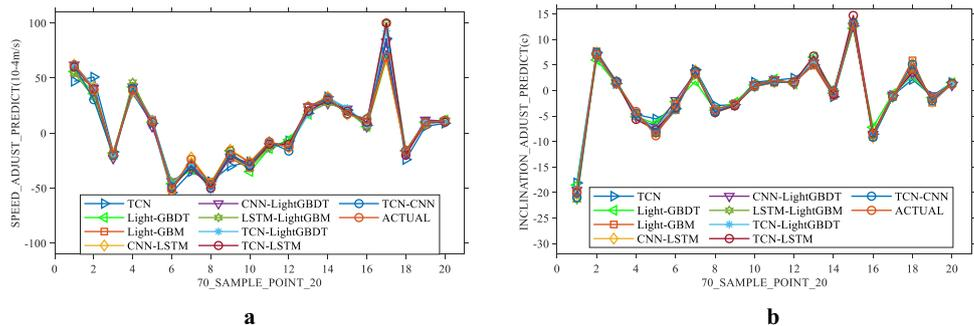 100
50
0
-50
-100
SPEED_ADJUST_PREDICT(10-4m/s)
TCN
Light-GBDT
Light-GBM
CNN-LSTM
CNN-LightGBDT
LSTM-LightGBM
TCN-LightGBDT
TCN-LSTM
TCN-CNN
ACTUAL
0 2 4 6 8 10 12 14 16 18 20
70_SAMPLE_POINT_20
a
15
10
5
0
-5
-10
-15
-20
-25
-30
INCLINATION_ADJUST_PREDICT(c)
TCN
Light-GBDT
Light-GBM
CNN-LSTM
CNN-LightGBDT
LSTM-LightGBM
TCN-LightGBDT
TCN-LSTM
TCN-CNN
ACTUAL
0 2 4 6 8 10 12 14 16 18 20
70_SAMPLE_POINT_20
b